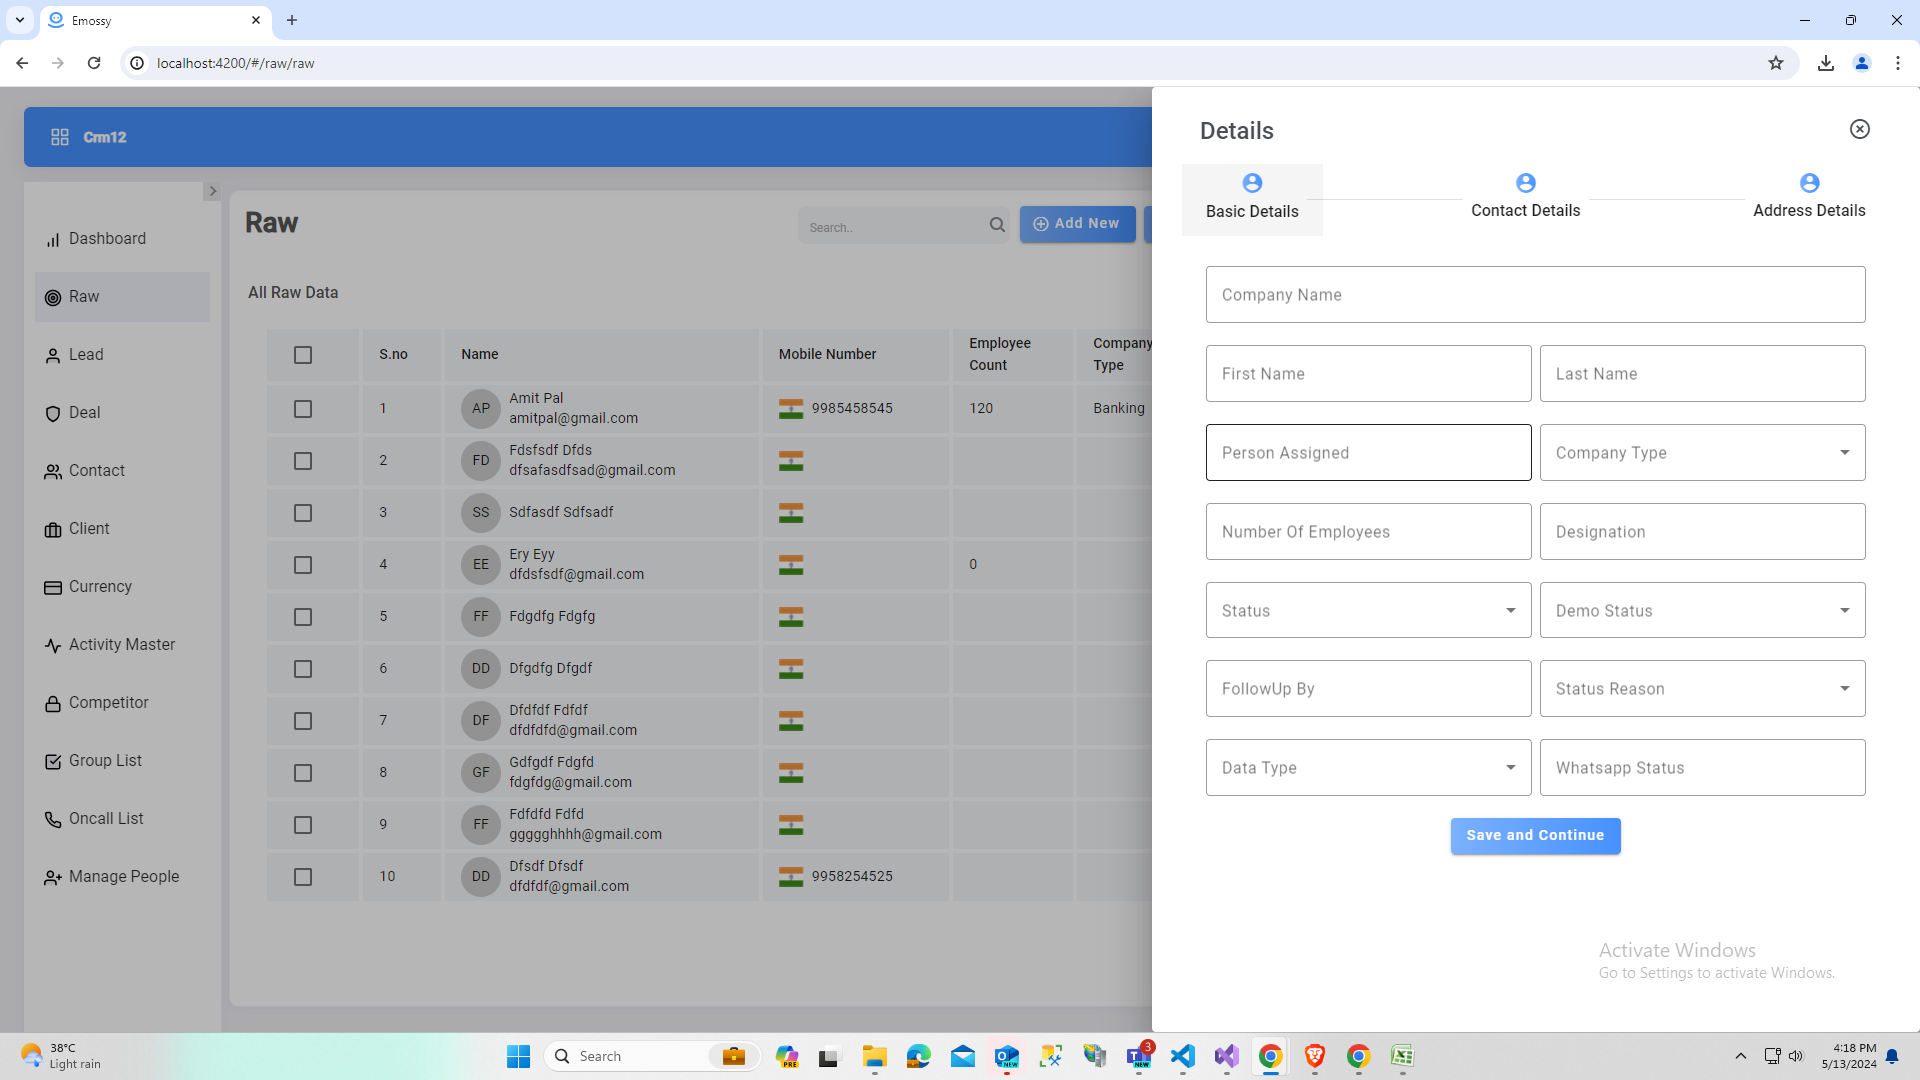 Emossy
localhost:4200/#/raw/raw
Crm12
Dashboard
Raw
Lead
Deal
Contact
Client
Currency
Activity Master
Competitor
Group List
Oncall List
Manage People
Raw
Search..
Add New
All Raw Data
S.no Name Mobile Number Employee Count Company Type
1 AP Amit Pal 9985458545 120 Banking
amitpal@gmail.com
2 FD Fdsfsdf Dfds
dfsafasdfsad@gmail.com
3 SS Sdfasdf Sdfsadf
4 EE Ery Eyy 0
dfdsfsdf@gmail.com
5 FF Fdgdfg Fdgfg
6 DD Dfgdfg Dfgdf
7 DF Dfdfdf Fdfdf
dfdfdfd@gmail.com
8 GF Gdfgdf Fdgfd
fdgfdg@gmail.com
9 FF Fdfdfd Fdfd
ggggghhhh@gmail.com
10 DD Dfsdf Dfsdf 9958254525
dfdfdf@gmail.com
Details
Basic Details Contact Details Address Details
Company Name
First Name Last Name
Person Assigned Company Type
Number Of Employees Designation
Status Demo Status
FollowUp By Status Reason
Data Type Whatsapp Status
Save and Continue
Activate Windows
Go to Settings to activate Windows.
38°C
Light rain
Search
PRE
NEW
NEW
3
4:18 PM
5/13/2024